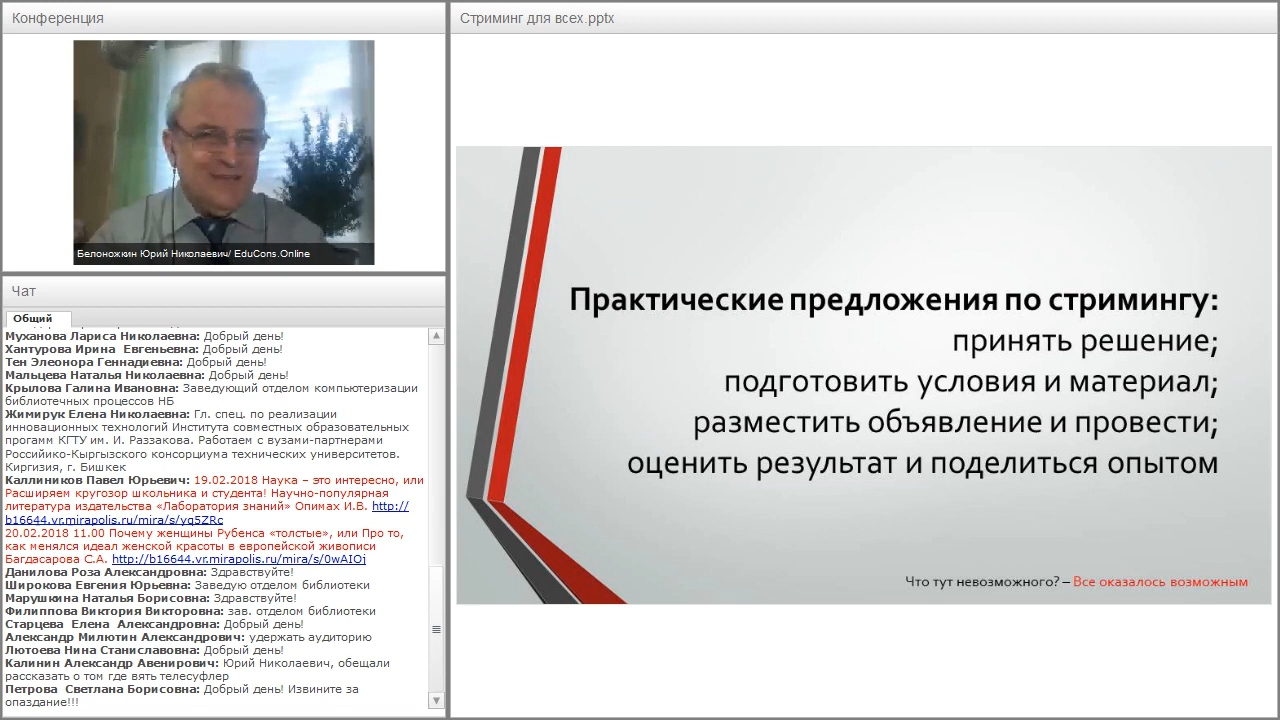 Конференция
Белоножкин Юрий Николаевич/ EduCons.Online
Чат
Общий
Муханова Лариса Николаевна: Добрый день!
Хантурова Ирина Евгеньевна: Добрый день!
Тен Элеонора Геннадиевна: Добрый день!
Мальцева Наталья Николаевна: Добрый день!
Крылова Галина Ивановна: Заведующий отделом компьютеризации
библиотечных процессов НБ
Жимирук Елена Николаевна: Гл. спец. по реализации
инновационных технологий Института совместных образовательных
прогамм КГТУ им. И. Раззакова. Работаем с вузами-партнерами
Российико-Кыргызского консорциума технических университетов.
Киргизия, г. Бишкек
Каллиников Павел Юрьевич: 19.02.2018 Наука – это интересно, или
Расширяем кругозор школьника и студента! Научно-популярная
литература издательства «Лаборатория знаний» Опимах И.В. http://
b16644.vr.mirapolis.ru/mira/s/yq5ZRc
20.02.2018 11.00 Почему женщины Рубенса «толстые», или Про то,
как менялся идеал женской красоты в европейской живописи
Багдасарова С.А. http://b16644.vr.mirapolis.ru/mira/s/0wAIOj
Данилова Роза Александровна: Здравствуйте!
Широкова Евгения Юрьевна: Заведую отделом библиотеки
Марушкина Наталья Борисовна: Здравствуйте!
Филиппова Виктория Викторовна: зав. отделом библиотеки
Старцева Елена Александровна: Добрый день!
Александр Милютин Александрович: удержать аудиторию
Лютоева Нина Станиславовна: Добрый день!
Калинин Александр Авенирович: Юрий Николаевич, обещали
рассказать о том где вять телесуфлер
Петрова Светлана Борисовна: Добрый день! Извините за
опаздание!!!
Стриминг для всех.pptx
Практические предложения по стримингу:
принять решение;
подготовить условия и материал;
разместить объявление и провести;
оценить результат и поделиться опытом
Что тут невозможного? – Все оказалось возможным